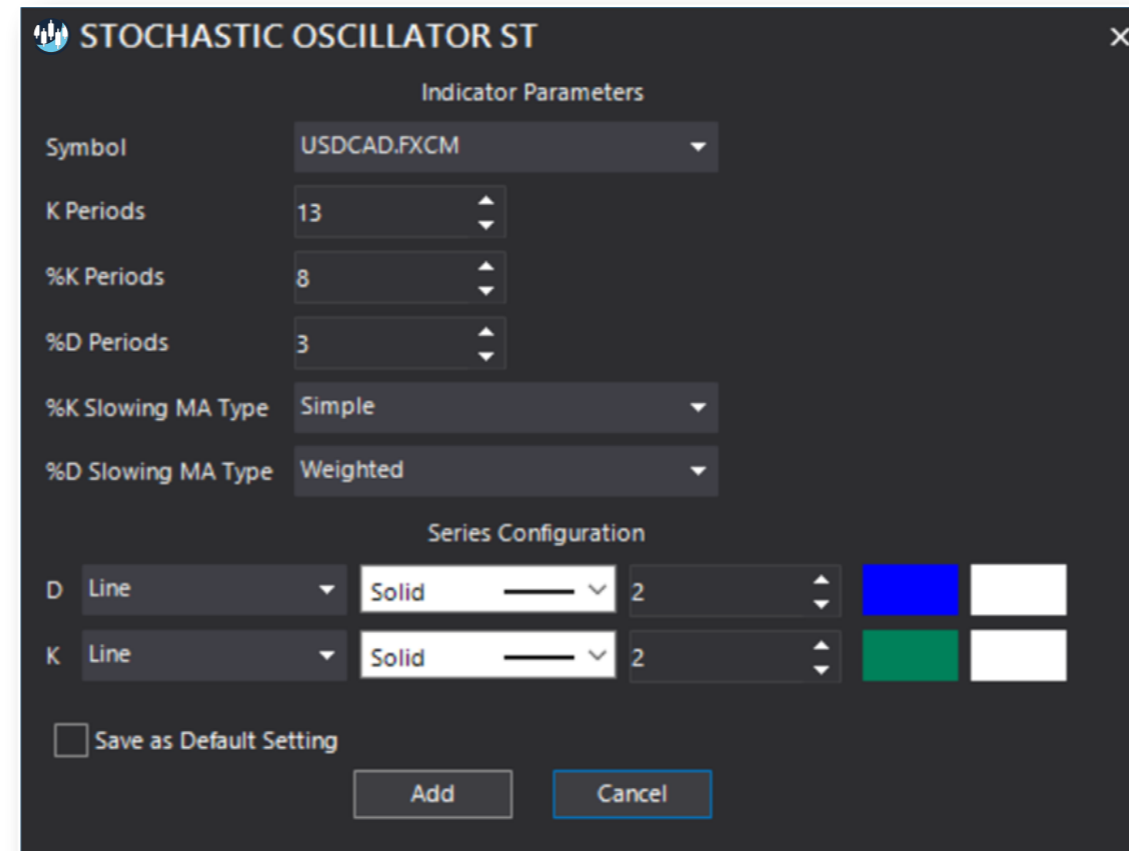 STOCHASTIC OSCILLATOR ST
Indicator Parameters
Symbol USDCAD.FXCM
K Periods 13
%K Periods 8
%D Periods 3
%K Slowing MA Type Simple
%D Slowing MA Type Weighted
Series Configuration
D Line Solid 2
K Line Solid 2
Save as Default Setting
Add Cancel